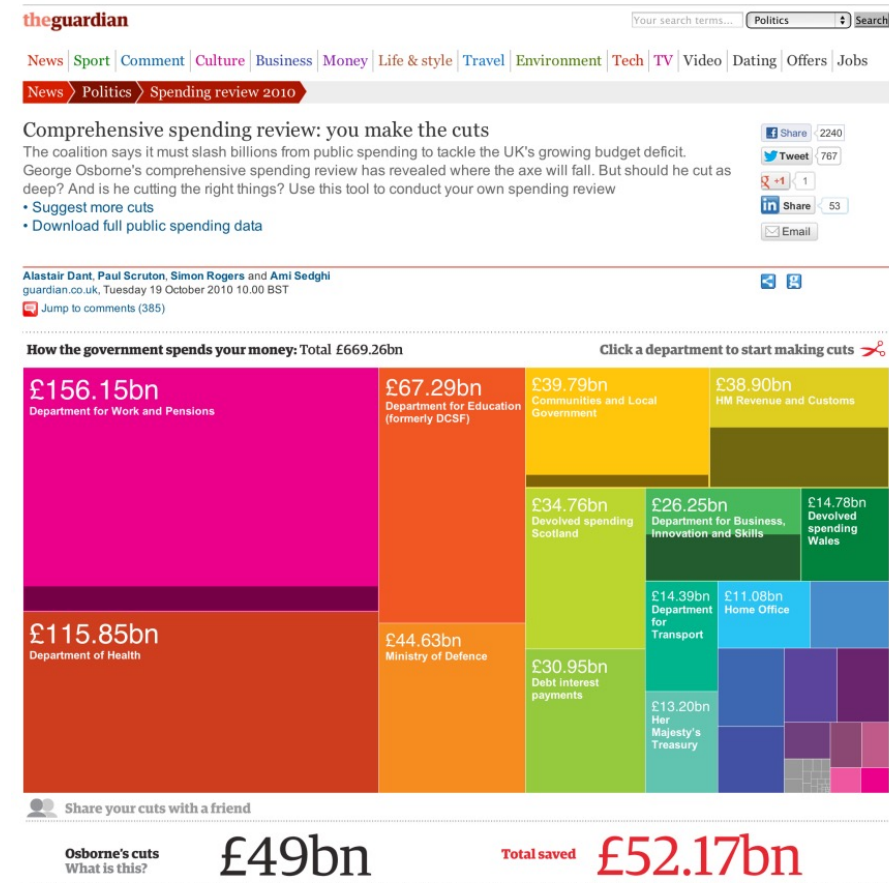 theguardian
Your search terms... Politics Search
News Sport Comment Culture Business Money Life & style Travel Environment Tech TV Video Dating Offers Jobs
News Politics Spending review 2010
Comprehensive spending review: you make the cuts
The coalition says it must slash billions from public spending to tackle the UK's growing budget deficit.
George Osborne's comprehensive spending review has revealed where the axe will fall. But should he cut as
deep? And is he cutting the right things? Use this tool to conduct your own spending review
• Suggest more cuts
• Download full public spending data
Share 2240
Tweet 767
+1 1
in Share 53
Email
Alastair Dant, Paul Scruton, Simon Rogers and Ami Sedghi
guardian.co.uk, Tuesday 19 October 2010 10.00 BST
Jump to comments (385)
How the government spends your money: Total £669.26bn
Click a department to start making cuts
£156.15bn
Department for Work and Pensions
£67.29bn
Department for Education
(formerly DCSF)
£39.79bn
Communities and Local
Government
£38.90bn
HM Revenue and Customs
£34.76bn
Devolved spending
Scotland
£26.25bn
Department for Business,
Innovation and Skills
£14.78bn
Devolved
spending
Wales
£14.39bn
Department
for
Transport
£11.08bn
Home Office
£115.85bn
Department of Health
£44.63bn
Ministry of Defence
£30.95bn
Debt interest
payments
£13.20bn
Her
Majesty's
Treasury
Share your cuts with a friend
Osborne's cuts
What is this?
£49bn
Total saved
£52.17bn